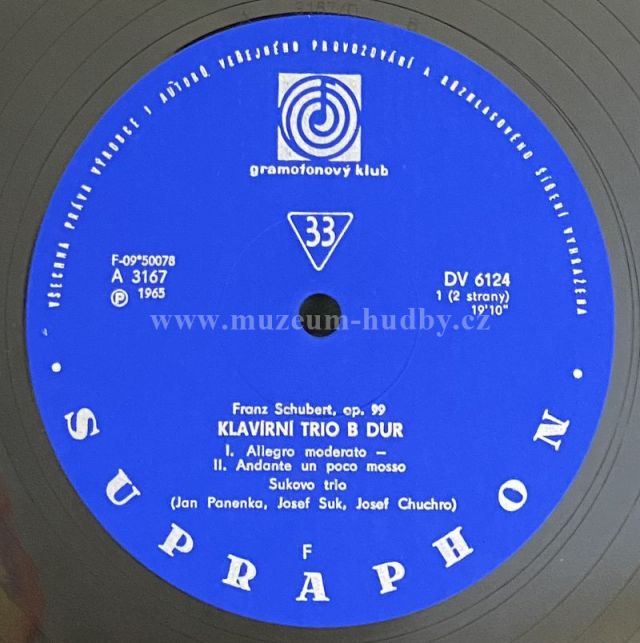 VŠECHNA PRÁVA VÝROBCE I AUTORŮ VEŘEJNÉHO PROVOZOVÁNÍ A ROZHLASOVÉHO ŠÍŘENÍ VYHRAŽENA
gramofonový klub
33
F-09*50078
A 3167
Ⓟ 1965
DV 6124
1 (2 strany)
19'10"
www.muzeum-hudby.cz
Franz Schubert, op. 99
KLAVÍRNÍ TRIO B DUR
I. Allegro moderato –
II. Andante un poco mosso
Sukovo trio
(Jan Panenka, Josef Suk, Josef Chuchro)
F
• SUPRAPHON •